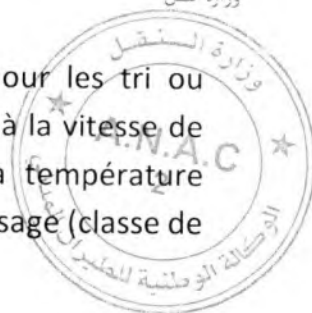 وزارة النقل
our les tri ou
à la vitesse de
température
sage (classe de
وزارة النقل
A.N.A.C
2
الوكالة الوطنية للطيران المدني